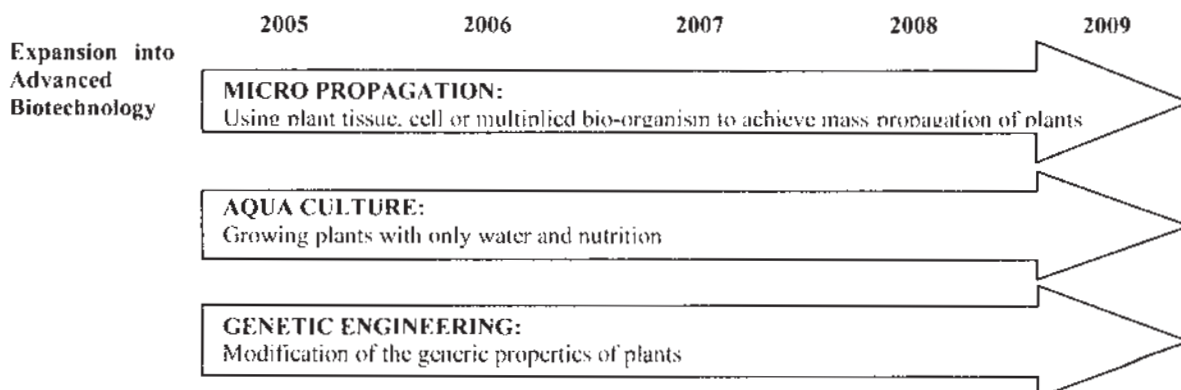 2005 2006 2007 2008 2009
Expansion into
Advanced
Biotechnology
MICRO PROPAGATION:
Using plant tissue, cell or multiplied bio-organism to achieve mass propagation of plants
AQUA CULTURE:
Growing plants with only water and nutrition
GENETIC ENGINEERING:
Modification of the generic properties of plants